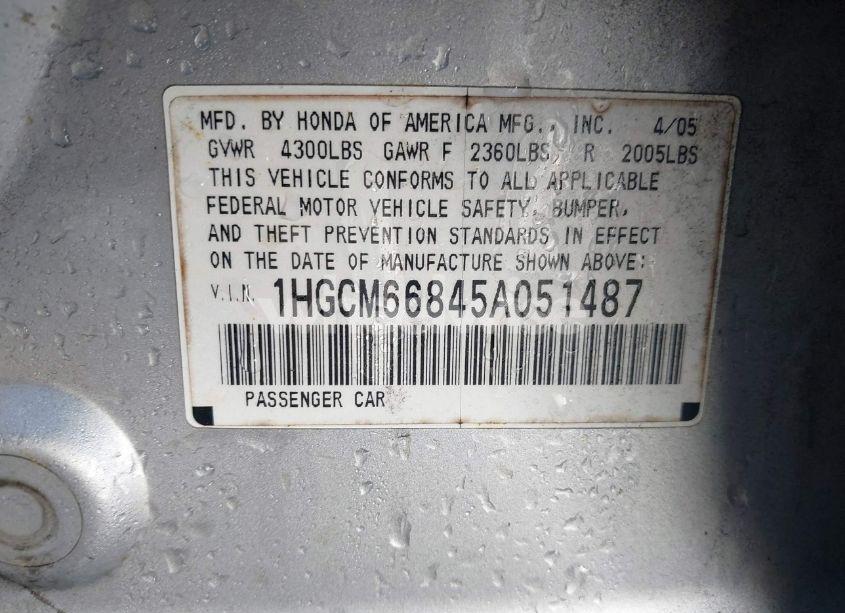 MFD. BY HONDA OF AMERICA MFG., INC. 4/05
GVWR 4300LBS GAWR F 2360LBS, R 2005LBS
THIS VEHICLE CONFORMS TO ALL APPLICABLE
FEDERAL MOTOR VEHICLE SAFETY, BUMPER,
AND THEFT PREVENTION STANDARDS IN EFFECT
ON THE DATE OF MANUFACTURE SHOWN ABOVE:
V.I.N. 1HGCM66845A051487
PASSENGER CAR